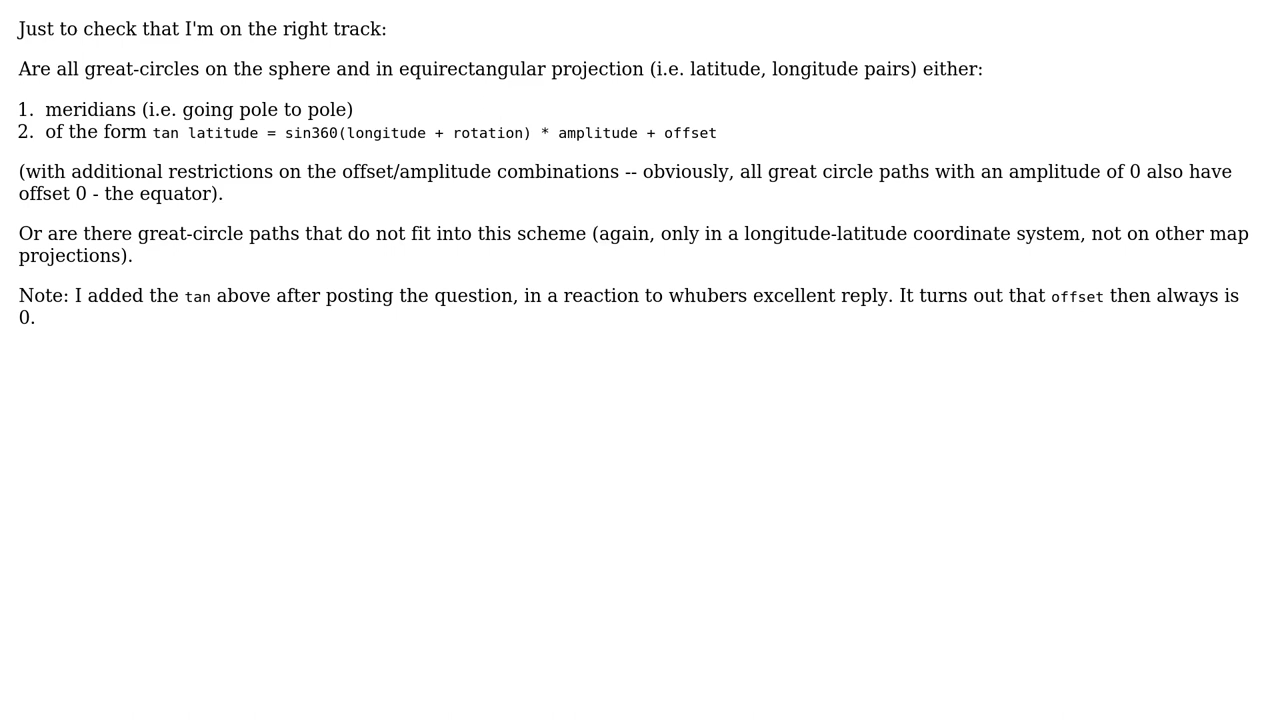 Just to check that I'm on the right track:
Are all great-circles on the sphere and in equirectangular projection (i.e. latitude, longitude pairs) either:
1. meridians (i.e. going pole to pole)
2. of the form tan latitude = sin360(longitude + rotation) * amplitude + offset
(with additional restrictions on the offset/amplitude combinations -- obviously, all great circle paths with an amplitude of 0 also have
offset 0 - the equator).
Or are there great-circle paths that do not fit into this scheme (again, only in a longitude-latitude coordinate system, not on other map
projections).
Note: I added the tan above after posting the question, in a reaction to whubers excellent reply. It turns out that offset then always is
0.